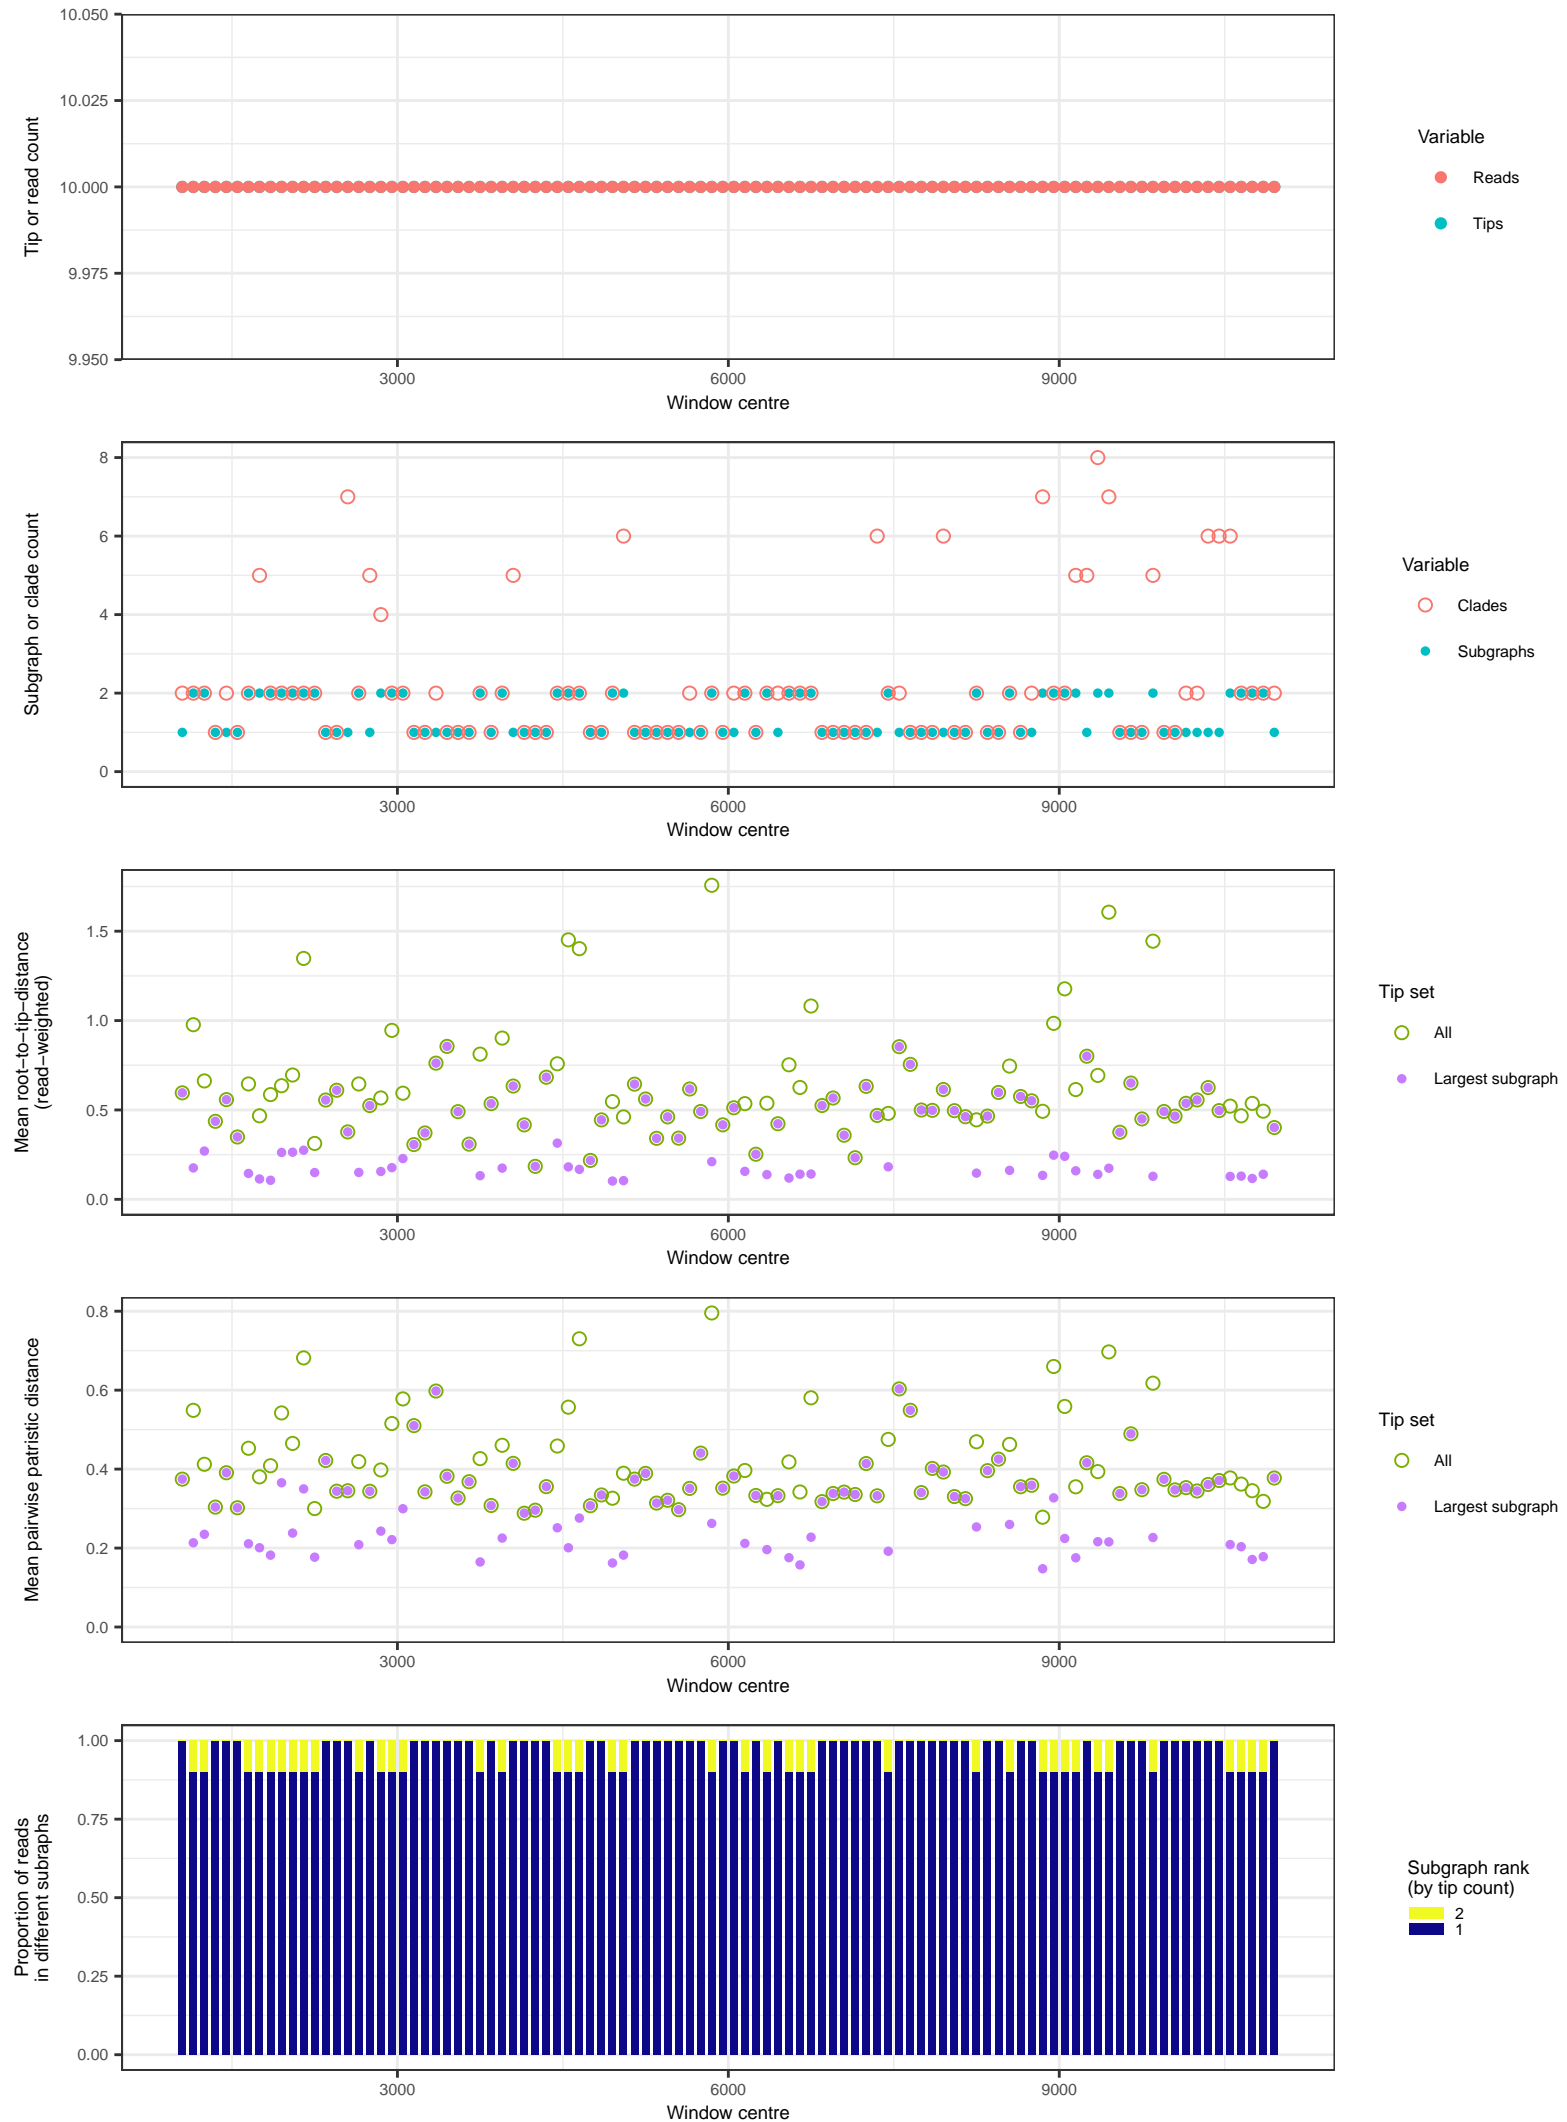 10.050
10.025
10.000
9.975
9.950
Tip or read count
3000
6000
9000
Window centre
Variable
Reads
Tips
8
6
4
2
0
Subgraph or clade count
3000
6000
9000
Window centre
Variable
Clades
Subgraphs
1.5
1.0
0.5
0.0
Mean root−to−tip−distance
(read−weighted)
3000
6000
9000
Window centre
Tip set
All
Largest subgraph
0.8
0.6
0.4
0.2
0.0
Mean pairwise patristic distance
3000
6000
9000
Window centre
Tip set
All
Largest subgraph
1.00
0.75
0.50
0.25
0.00
Proportion of reads
in different subraphs
3000
6000
9000
Window centre
Subgraph rank
(by tip count)
2
1